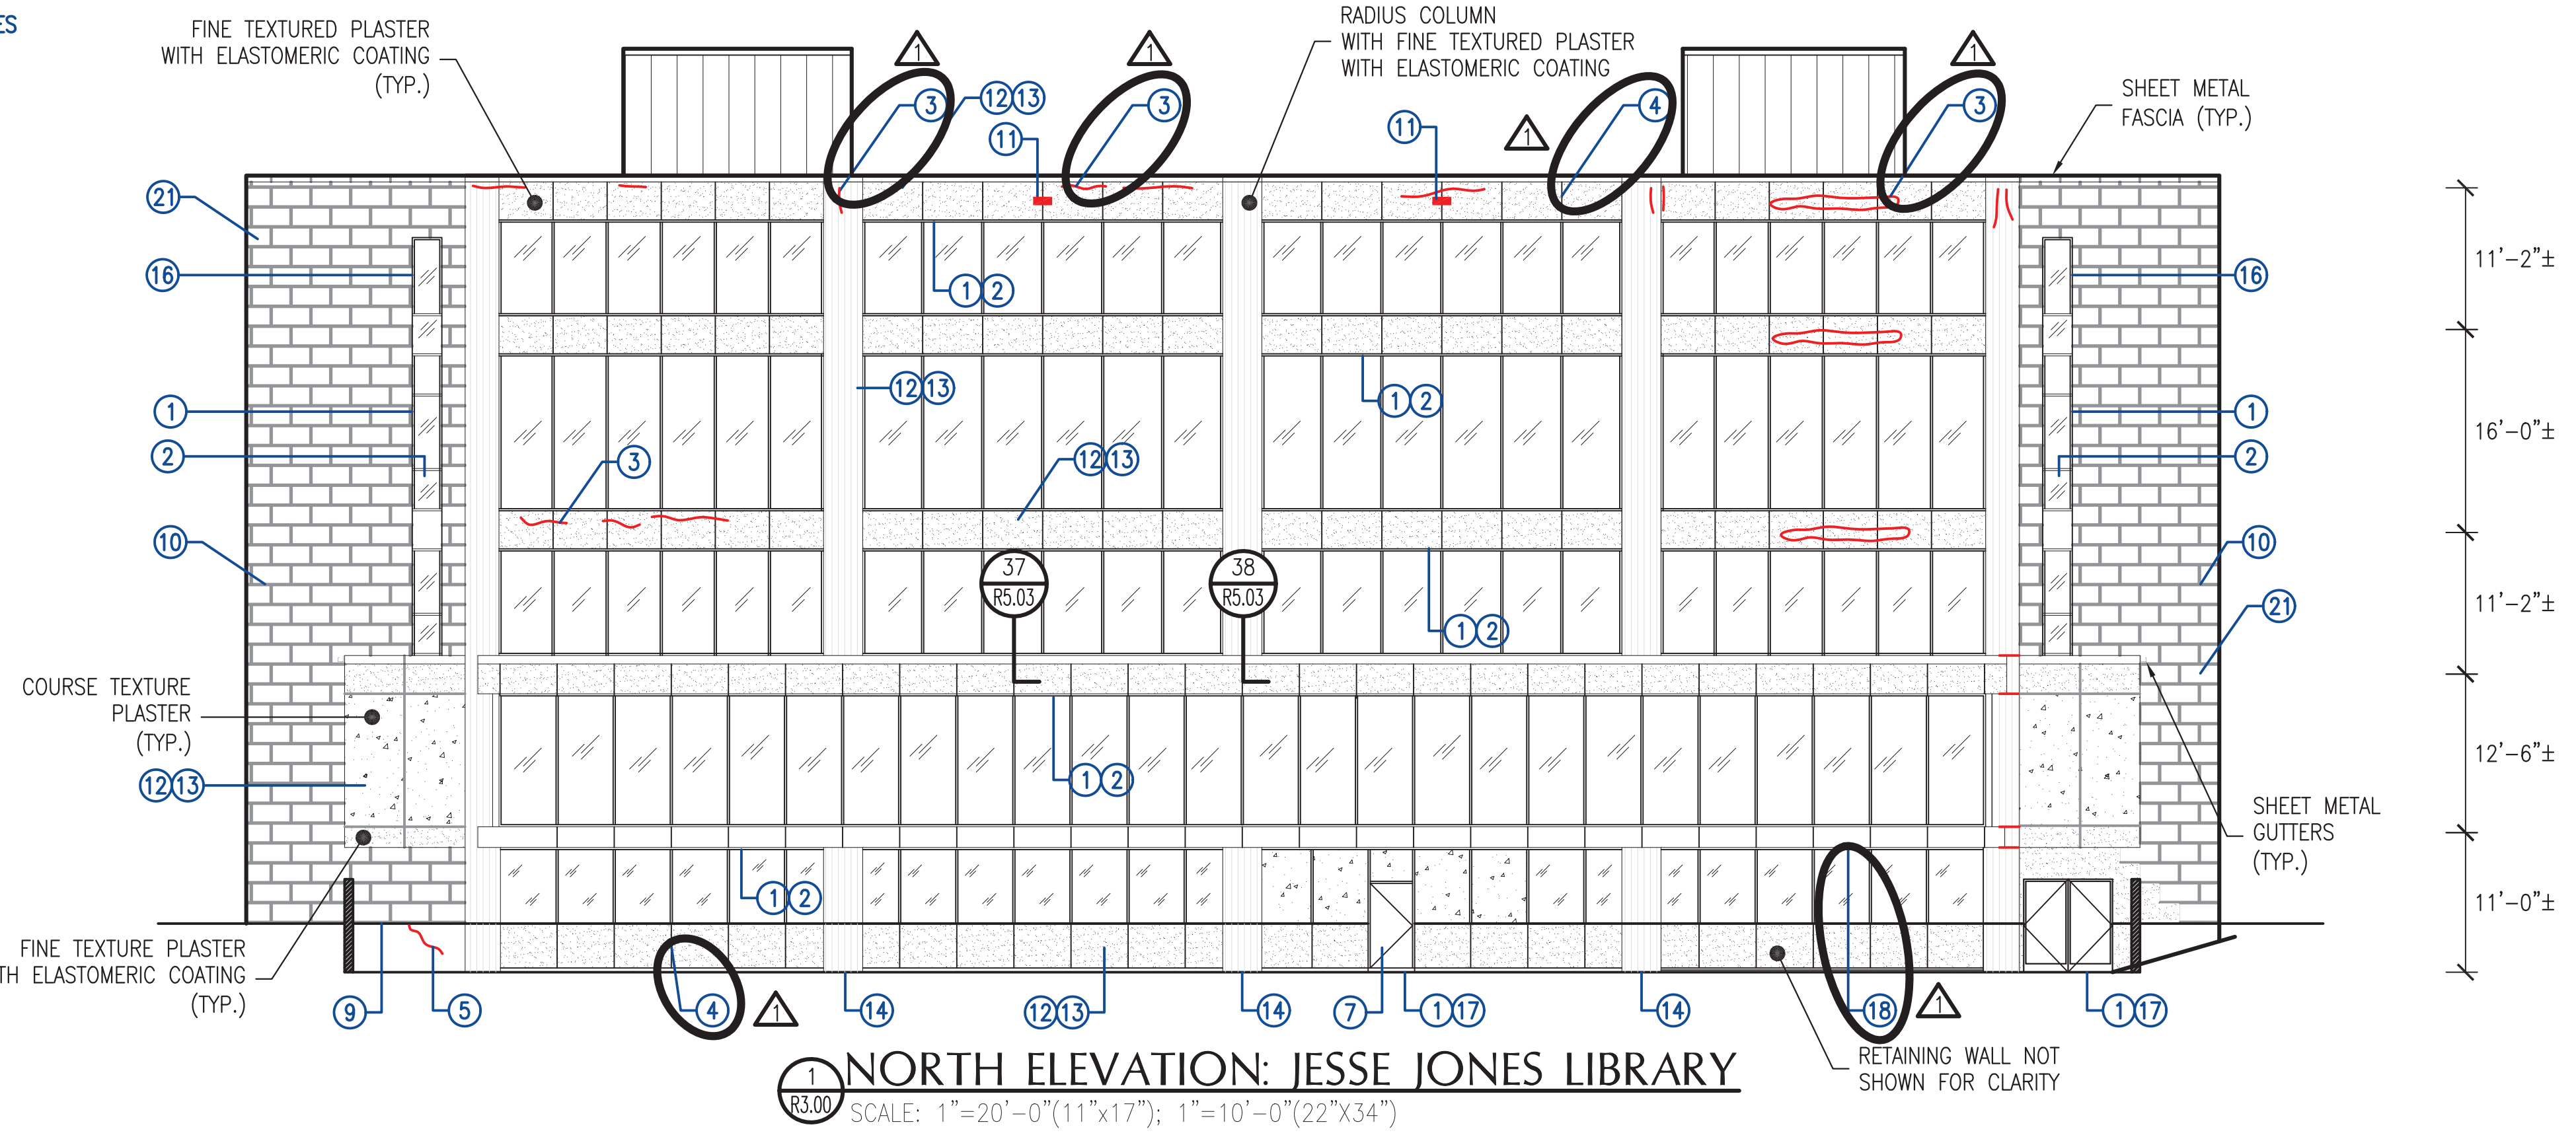 ES
FINE TEXTURED PLASTER
WITH ELASTOMERIC COATING
(TYP.)
1
1
RADIUS COLUMN
WITH FINE TEXTURED PLASTER
WITH ELASTOMERIC COATING
1
SHEET METAL
FASCIA (TYP.)
3
12 13
3
4
3
11
11
1
21
16
16
11'-2"±
1 2
12 13
1 2
1
1
16'-0"±
2
3
12 13
2
10
10
37
R5.03
38
R5.03
11'-2"±
21
1 2
COURSE TEXTURE
PLASTER
(TYP.)
12 13
1 2
12'-6"±
SHEET METAL
GUTTERS
(TYP.)
1 2
11'-0"±
FINE TEXTURE PLASTER
TH ELASTOMERIC COATING
(TYP.)
9
5
4
1
14
12 13
14
7
1 17
14
18
1
1 17
RETAINING WALL NOT
SHOWN FOR CLARITY
1
R3.00
NORTH ELEVATION: JESSE JONES LIBRARY
SCALE: 1"=20'-0"(11"x17"); 1"=10'-0"(22"X34")